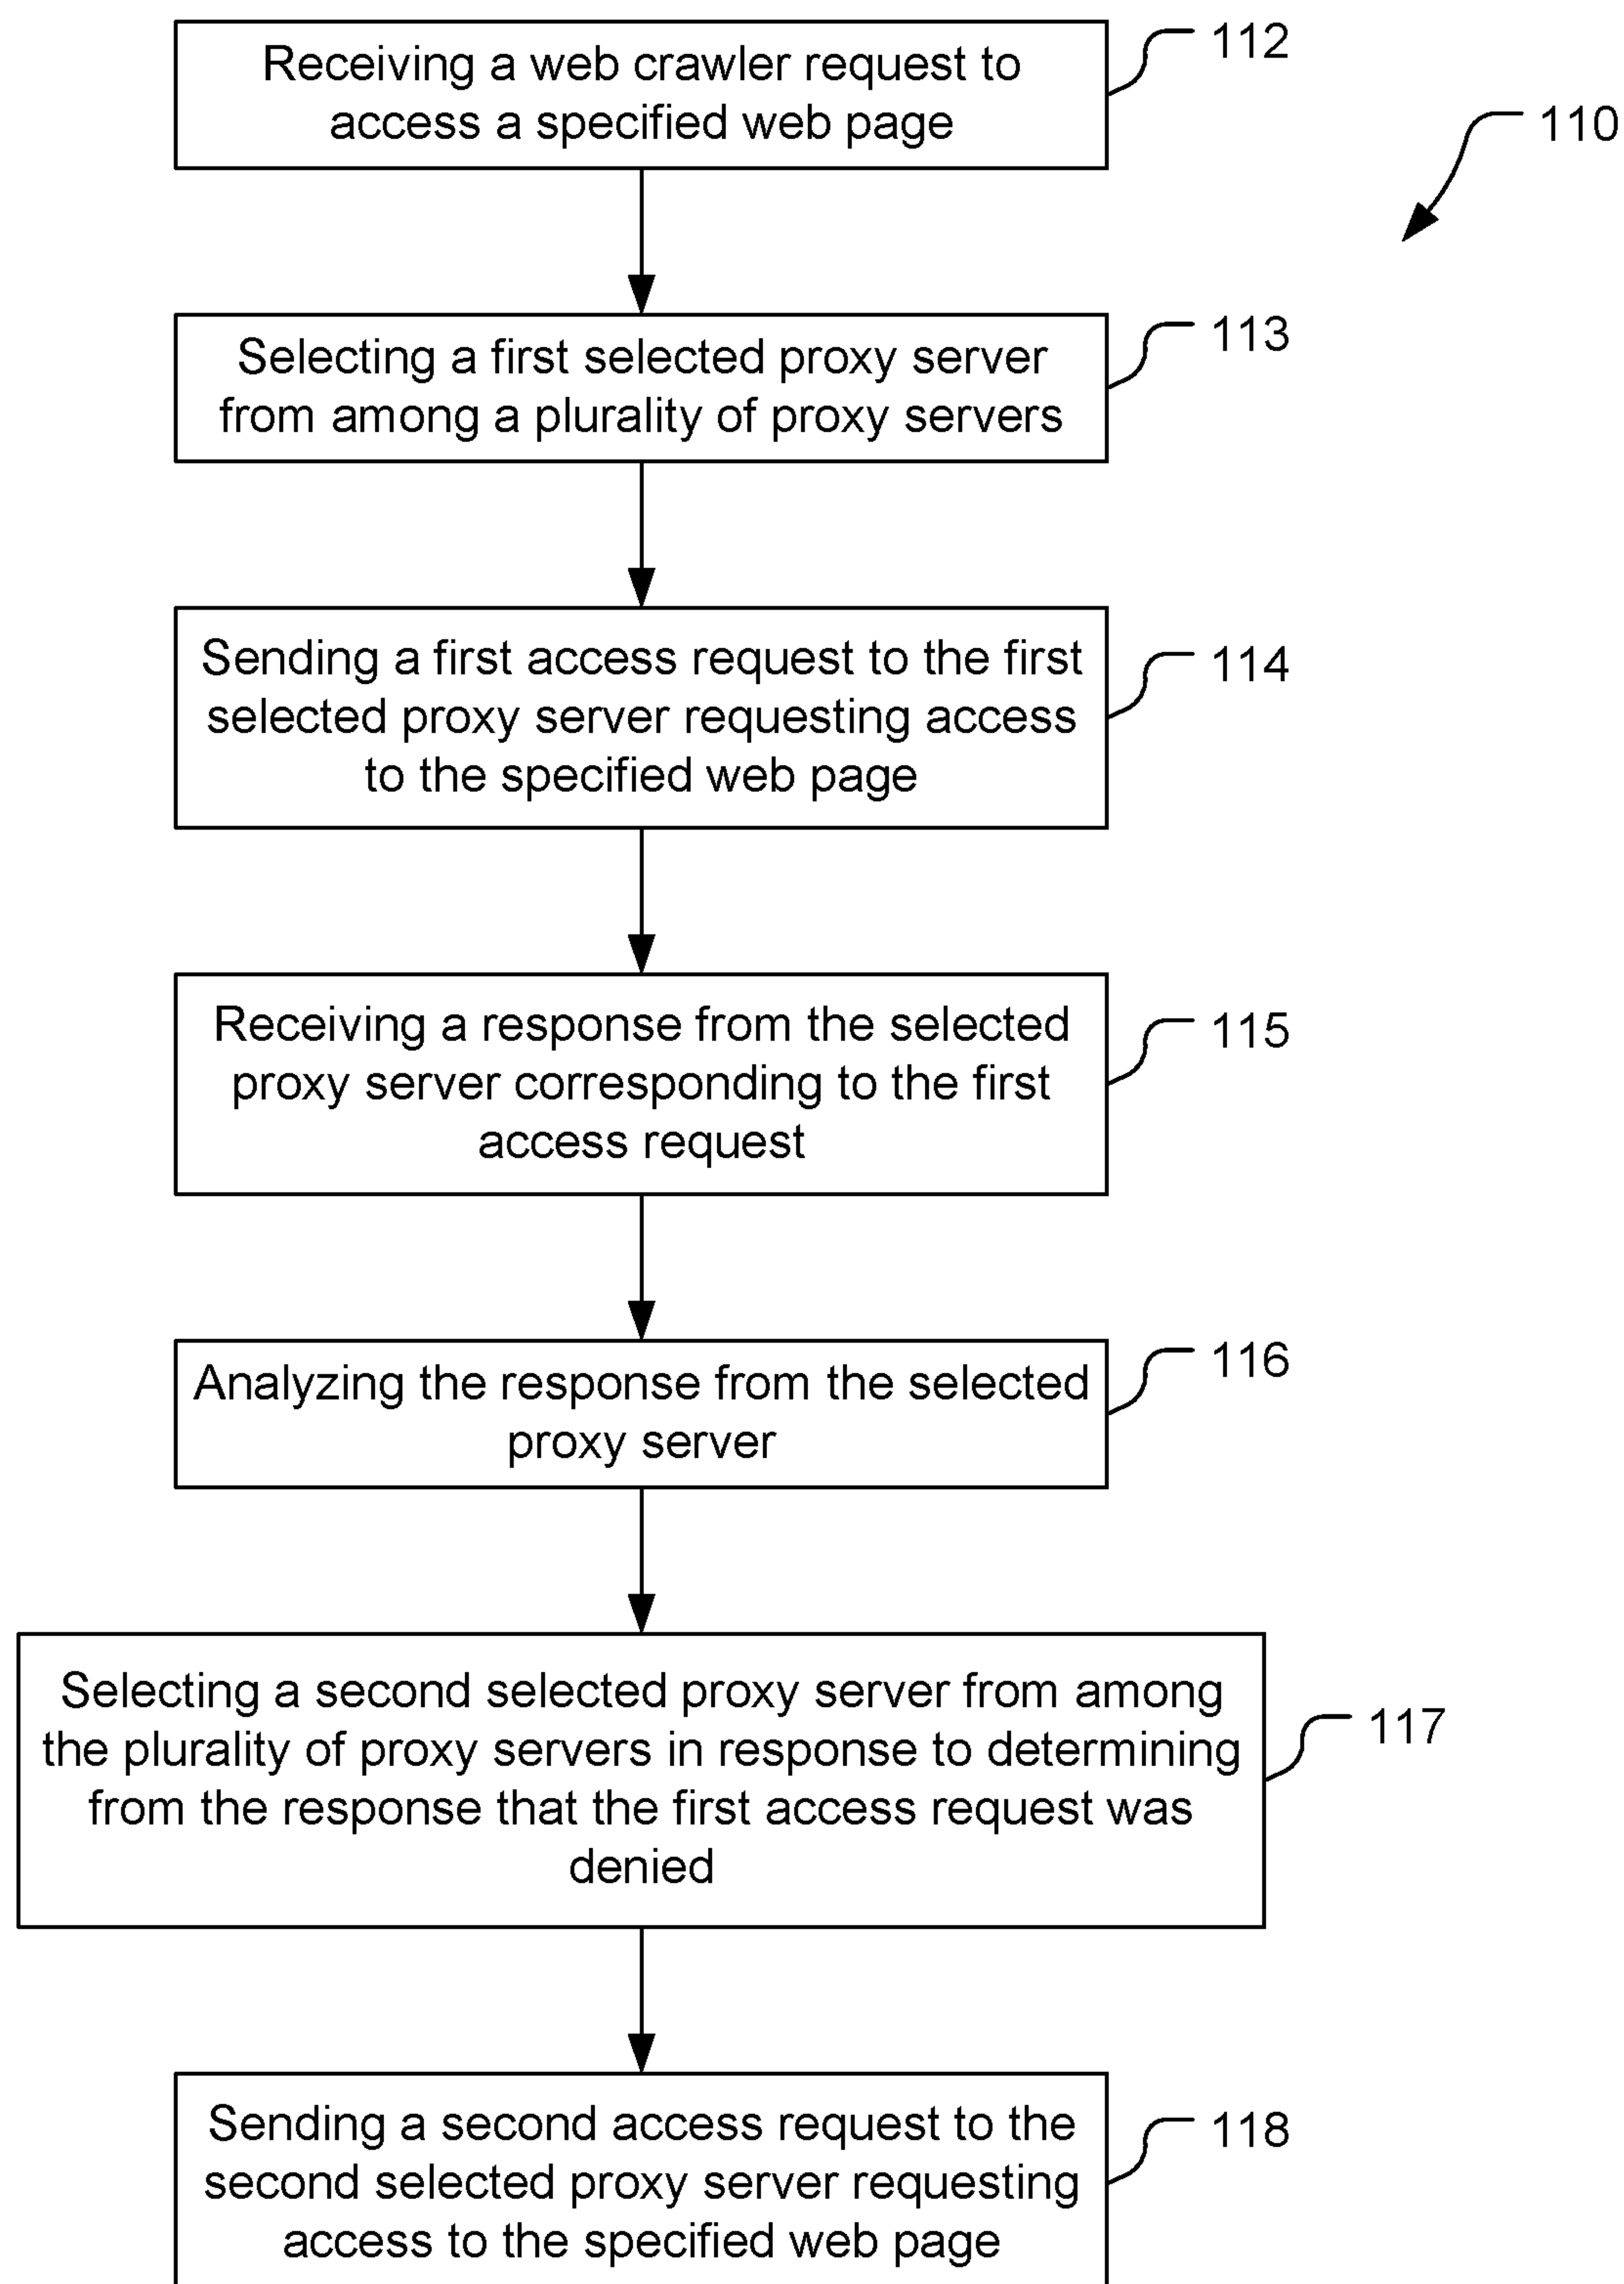 Receiving a web crawler request to
access a specified web page
112
110
Selecting a first selected proxy server
from among a plurality of proxy servers
113
Sending a first access request to the first
selected proxy server requesting access
to the specified web page
114
Receiving a response from the selected
proxy server corresponding to the first
access request
115
Analyzing the response from the selected
proxy server
116
Selecting a second selected proxy server from among
the plurality of proxy servers in response to determining
from the response that the first access request was
denied
117
Sending a second access request to the
second selected proxy server requesting
access to the specified web page
118